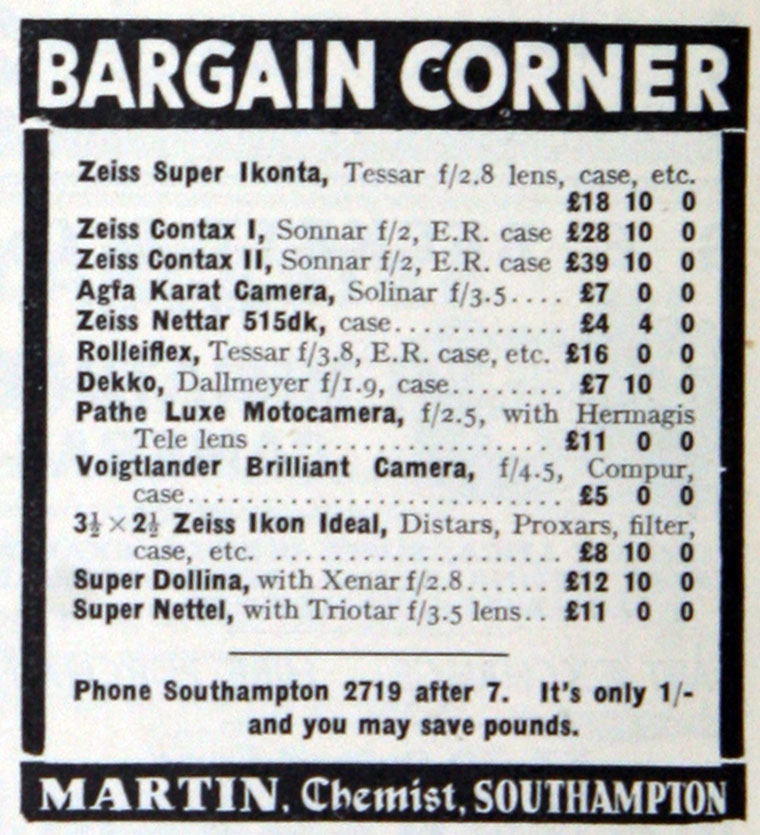 BARGAIN CORNER
Zeiss Super Ikonta, Tessar f/2.8 lens, case, etc.
£18 10 0
Zeiss Contax I, Sonnar f/2, E.R. case £28 10 0
Zeiss Contax II, Sonnar f/2, E.R. case £39 10 0
Agfa Karat Camera, Solinar f/3.5.... £7 0 0
Zeiss Nettar 515dk, case............ £4 4 0
Rolleiflex, Tessar f/3.8, E.R. case, etc. £16 0 0
Dekko, Dallmeyer f/1.9, case........ £7 10 0
Pathe Luxe Motocamera, f/2.5, with Hermagis
Tele lens ..................... £11 0 0
Voigtlander Brilliant Camera, f/4.5, Compur,
case........................... £5 0 0
3½ × 2½ Zeiss Ikon Ideal, Distars, Proxars, filter,
case, etc. ..................... £8 10 0
Super Dollina, with Xenar f/2.8...... £12 10 0
Super Nettel, with Triotar f/3.5 lens.. £11 0 0
Phone Southampton 2719 after 7. It's only 1/-
and you may save pounds.
MARTIN, Chemist, SOUTHAMPTON